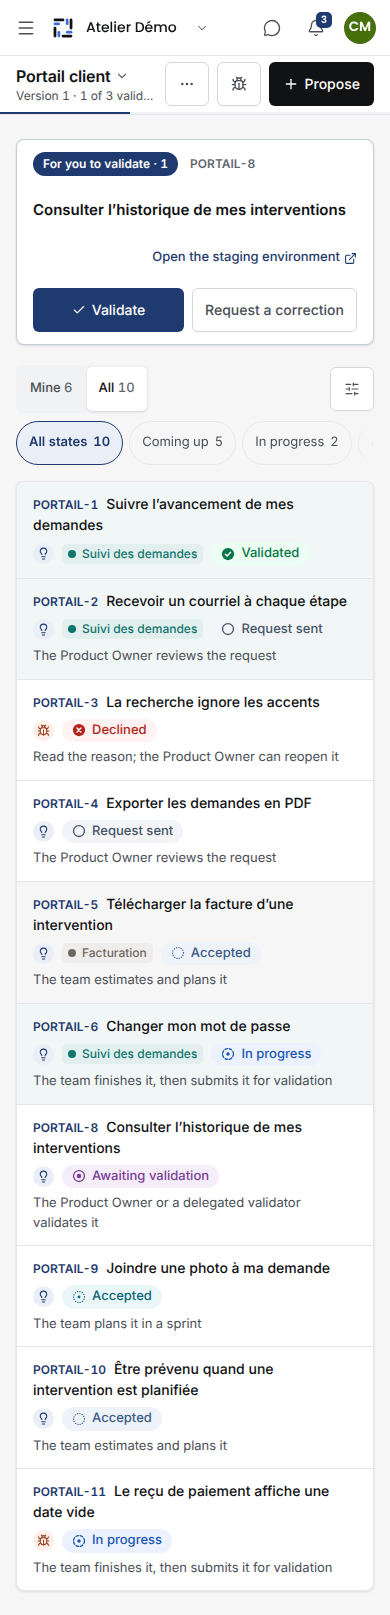 Atelier Démo
3
CM
Portail client
Version 1 · 1 of 3 valid...
Propose
For you to validate · 1 PORTAIL-8
Consulter l’historique de mes interventions
Open the staging environment
Validate
Request a correction
Mine 6
All 10
All states 10
Coming up 5
In progress 2
PORTAIL-1 Suivre l’avancement de mes
demandes
Suivi des demandes
Validated
PORTAIL-2 Recevoir un courriel à chaque étape
Suivi des demandes
Request sent
The Product Owner reviews the request
PORTAIL-3 La recherche ignore les accents
Declined
Read the reason; the Product Owner can reopen it
PORTAIL-4 Exporter les demandes en PDF
Request sent
The Product Owner reviews the request
PORTAIL-5 Télécharger la facture d’une
intervention
Facturation
Accepted
The team estimates and plans it
PORTAIL-6 Changer mon mot de passe
Suivi des demandes
In progress
The team finishes it, then submits it for validation
PORTAIL-8 Consulter l’historique de mes
interventions
Awaiting validation
The Product Owner or a delegated validator
validates it
PORTAIL-9 Joindre une photo à ma demande
Accepted
The team plans it in a sprint
PORTAIL-10 Être prévenu quand une
intervention est planifiée
Accepted
The team estimates and plans it
PORTAIL-11 Le reçu de paiement affiche une
date vide
In progress
The team finishes it, then submits it for validation